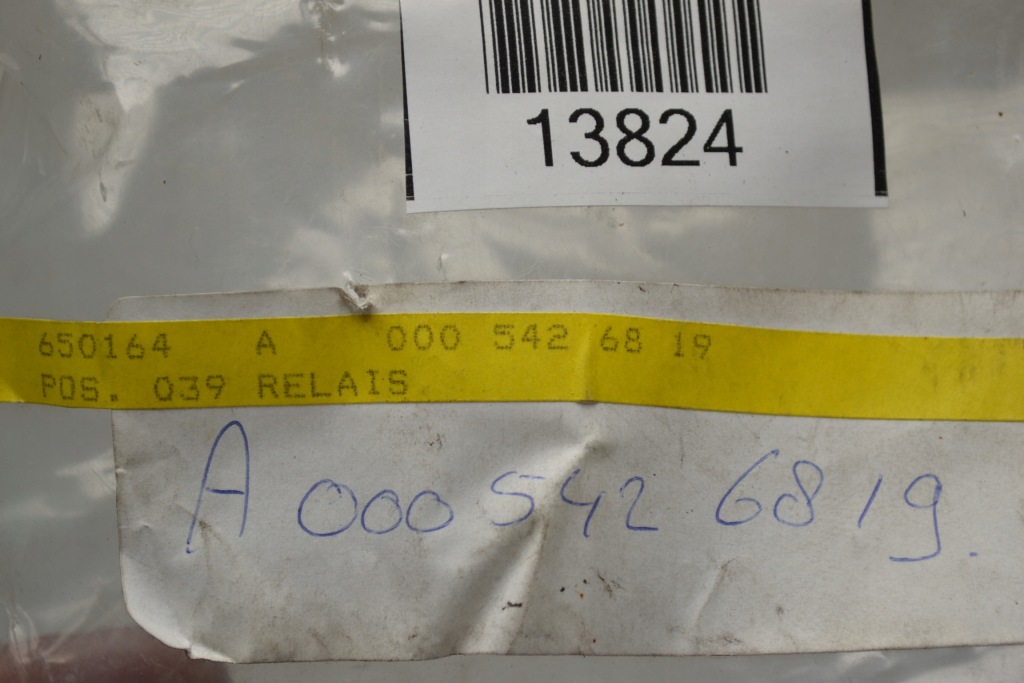 13824
650164 A 000 542 68 19
POS. 039 RELAIS
A 000 542 68 19.